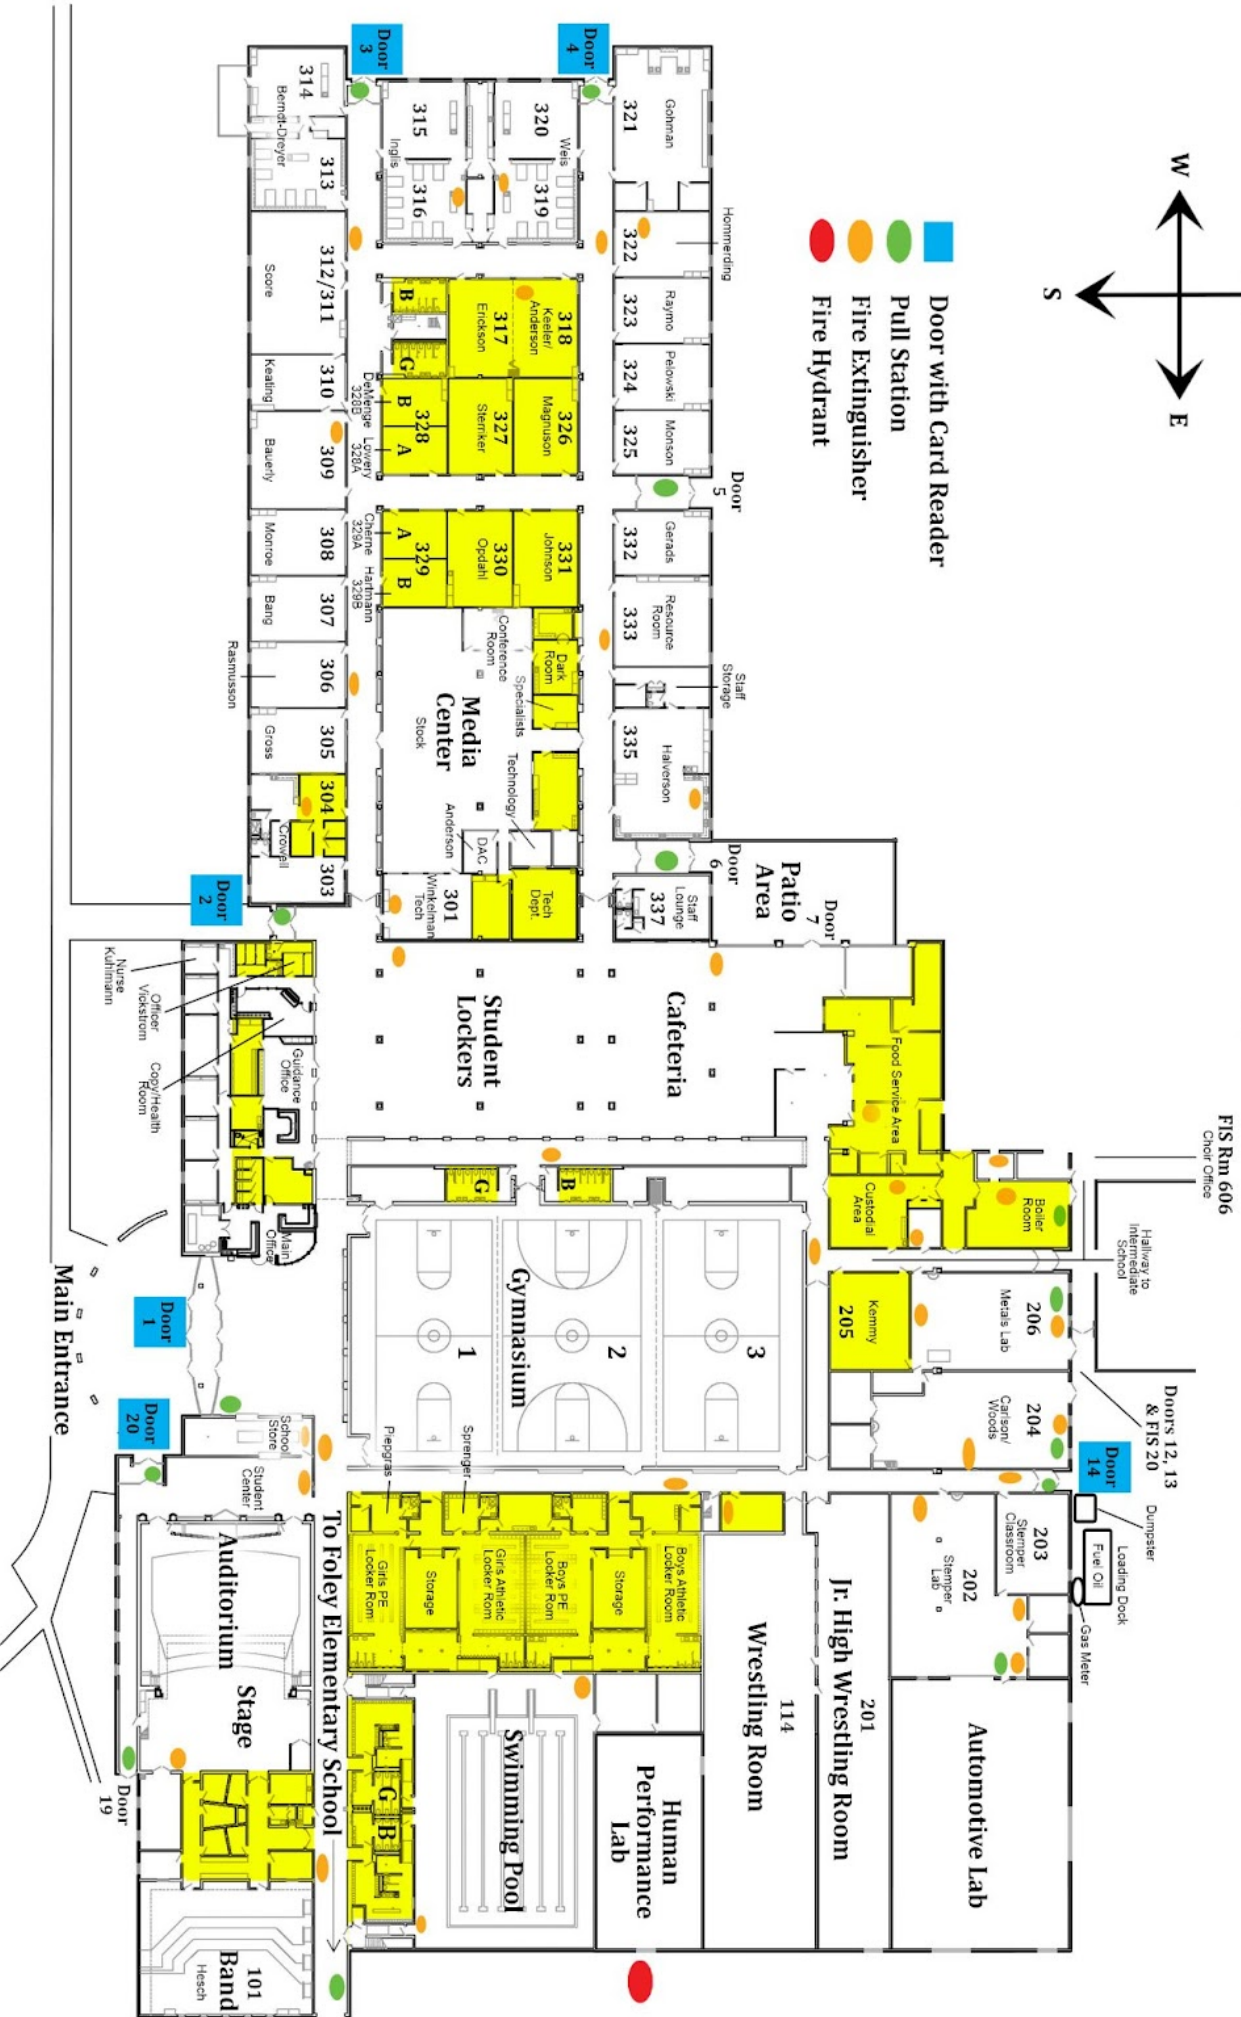 W
S
E
Door with Card Reader
Pull Station
Fire Extinguisher
Fire Hydrant
FIS Rm 606
Choir Office
Hallway to
Intermediate
School
Doors 12, 13
& FIS 20
Door
14
Dumpster
Loading Dock
Fuel Oil
Gas Meter
Boiler
Room
Custodial
Area
Food Service Area
Kemmy
205
206
Metals Lab
204
Carlson/
Woods
203
Stemper
Classroom
202
Stemper
Lab
Automotive Lab
201
Jr. High Wrestling Room
114
Wrestling Room
Human
Performance
Lab
Swimming Pool
Door
3
Door
4
Door
5
Door
6
Door
7
Patio
Area
321
Gohman
Hommerding
322
Raymo
323
Pelowski
324
Monson
325
Gerads
332
Resource
Room
333
Staff
Storage
Halverson
335
Staff
Lounge
337
320
Weis
319
315
Inglis
316
318
Keeler/
Anderson
317
Erickson
B
G
326
Magnuson
327
Sterriker
328
B
A
DeMenge
328B
Lowery
328A
331
Johnson
330
Opdahl
329
A
B
Cherne
329A
Hartmann
329B
Conference
Room
Dark
Room
Specialists
Technology
Media
Center
Stock
Anderson
DAC
Tech
Dept.
301
Winkelman
Tech
314
Berndt-Dreyer
313
312/311
Score
310
Keating
309
Bauerly
308
Monroe
307
Bang
306
Rasmusson
305
Gross
304
Crowell
303
Door
2
Cafeteria
Student
Lockers
Nurse
Kuhlmann
Officer
Vickstrom
Copy/Health
Room
Guidance
Office
Main
Office
G
B
Gymnasium
1
2
3
Door
1
Main Entrance
Door
20
School
Store
Student
Center
Piepgras
Sprenger
Girls PE
Locker Rom
Storage
Girls Athletic
Locker Rom
Boys PE
Locker Room
Storage
Boys Athletic
Locker Room
To Foley Elementary School
G
B
Auditorium
Stage
Door
19
101
Band
Hesch